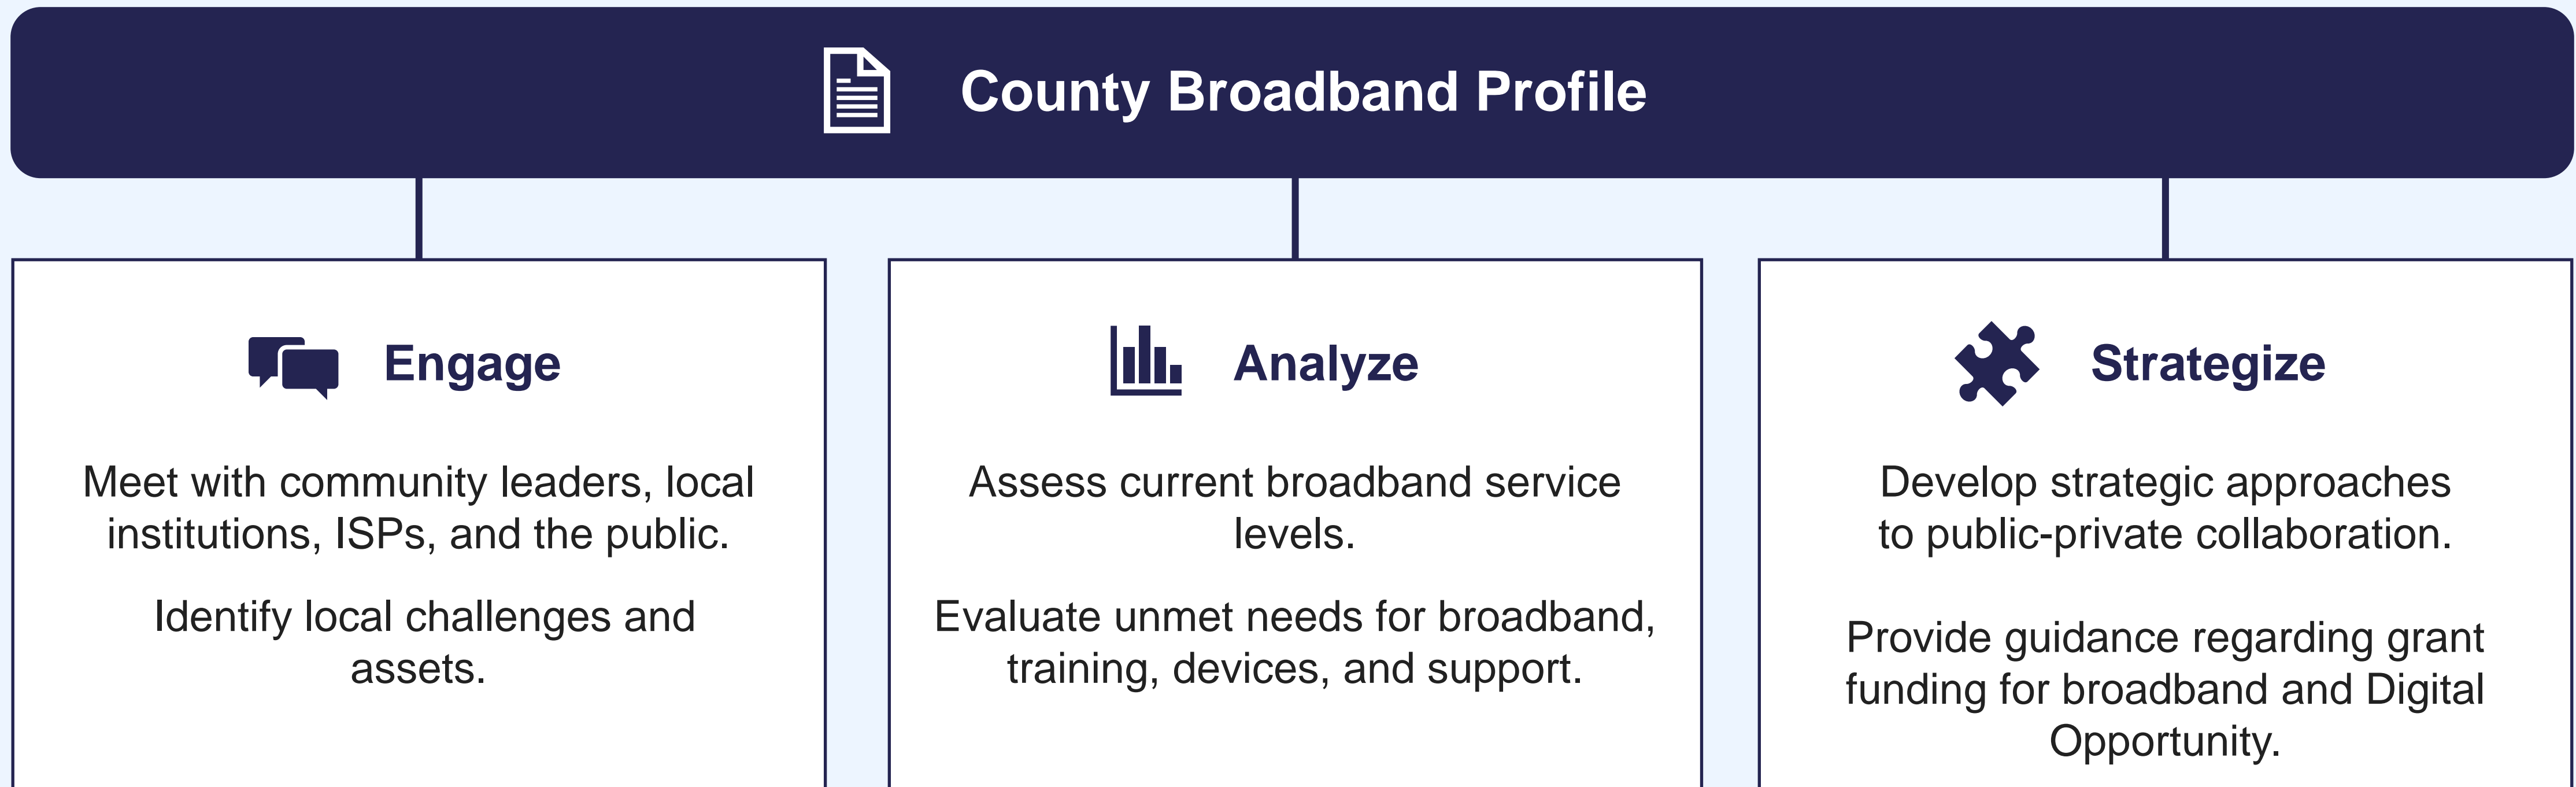 County Broadband Profile
Engage
Meet with community leaders, local
institutions, ISPs, and the public.
Identify local challenges and
assets.
Analyze
Assess current broadband service
levels.
Evaluate unmet needs for broadband,
training, devices, and support.
Strategize
Develop strategic approaches
to public-private collaboration.
Provide guidance regarding grant
funding for broadband and Digital
Opportunity.